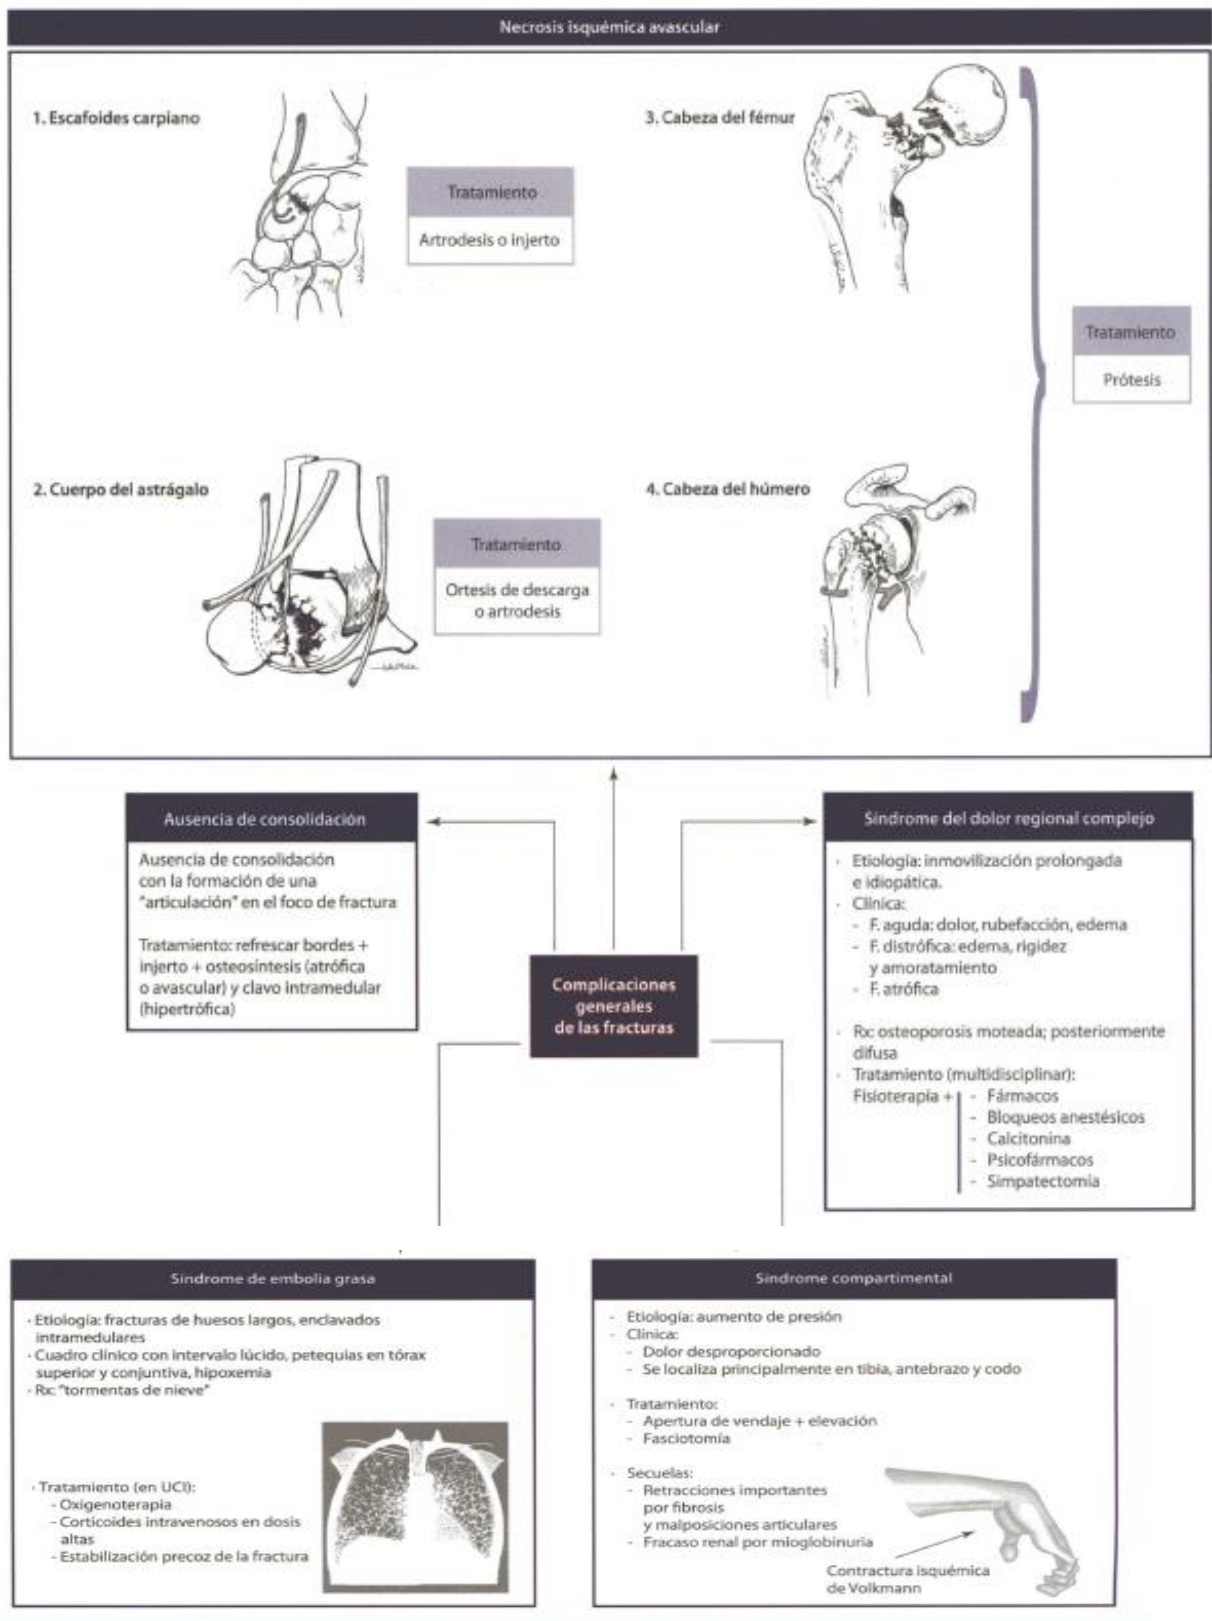 Necrosis isquémica avascular
1. Escafoides carpiano
Tratamiento
Artrodesis o injerto
3. Cabeza del fémur
Tratamiento
Prótesis
2. Cuerpo del astrágalo
Tratamiento
Ortesis de descarga
o artrodesis
4. Cabeza del húmero
Ausencia de consolidación
Ausencia de consolidación
con la formación de una
"articulación" en el foco de fractura
Tratamiento: refrescar bordes +
injerto + osteosíntesis (atrófica
o avascular) y clavo intramedular
(hipertrófica)
Complicaciones
generales
de las fracturas
Síndrome del dolor regional complejo
· Etiología: inmovilización prolongada
e idiopática.
· Clínica:
- F. aguda: dolor, rubefacción, edema
- F. distrófica: edema, rigidez
y amoratamiento
- F. atrófica
· Rx: osteoporosis moteada; posteriormente
difusa
· Tratamiento (multidisciplinar):
Fisioterapia +
- Fármacos
- Bloqueos anestésicos
- Calcitonina
- Psicofármacos
- Simpatectomía
Síndrome de embolia grasa
· Etiología: fracturas de huesos largos, enclavados
intramedulares
· Cuadro clínico con intervalo lúcido, petequias en tórax
superior y conjuntiva, hipoxemia
· Rx: "tormentas de nieve"
· Tratamiento (en UCI):
- Oxigenoterapia
- Corticoides intravenosos en dosis
altas
- Estabilización precoz de la fractura
Síndrome compartimental
- Etiología: aumento de presión
- Clínica:
- Dolor desproporcionado
- Se localiza principalmente en tibia, antebrazo y codo
- Tratamiento:
- Apertura de vendaje + elevación
- Fasciotomía
- Secuelas:
- Retracciones importantes
por fibrosis
y malposiciones articulares
- Fracaso renal por mioglobinuria
Contractura isquémica
de Volkmann